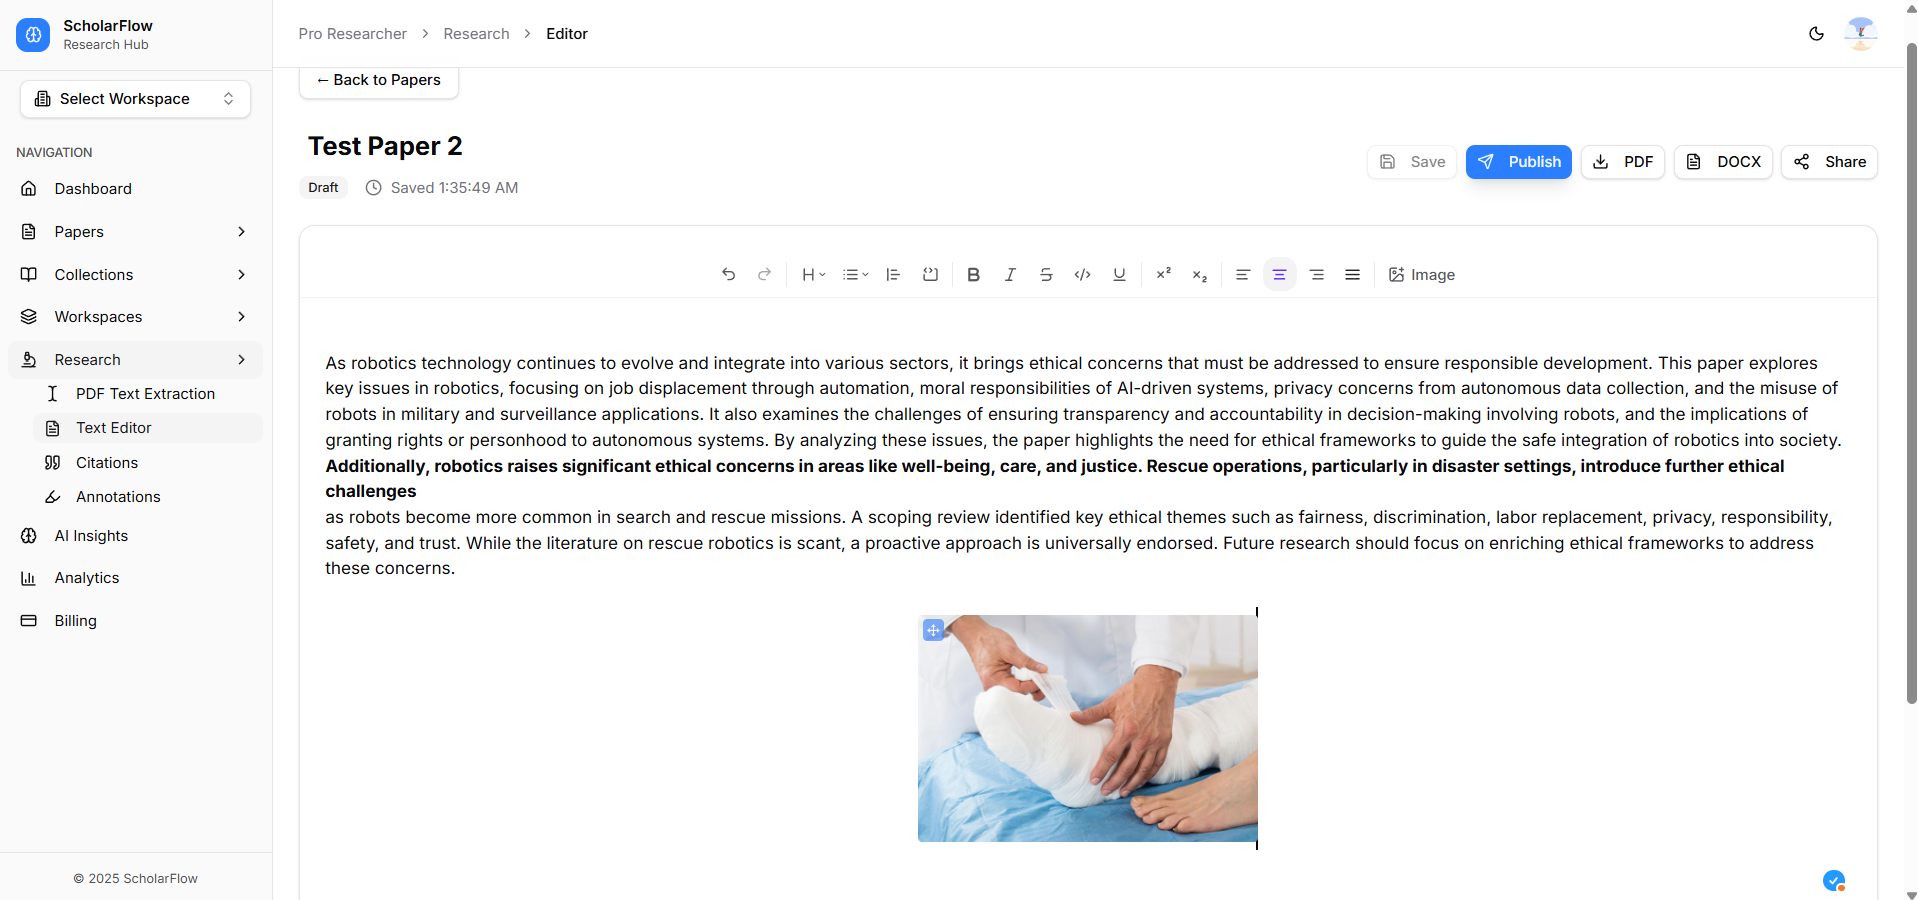 ScholarFlow
Research Hub
Select Workspace
NAVIGATION
Dashboard
Papers
Collections
Workspaces
Research
PDF Text Extraction
Text Editor
Citations
Annotations
AI Insights
Analytics
Billing
© 2025 ScholarFlow
Pro Researcher > Research > Editor
← Back to Papers
Test Paper 2
Draft Saved 1:35:49 AM
Save Publish PDF DOCX Share
H B I S </> U x² x₂ Image
As robotics technology continues to evolve and integrate into various sectors, it brings ethical concerns that must be addressed to ensure responsible development. This paper explores
key issues in robotics, focusing on job displacement through automation, moral responsibilities of AI-driven systems, privacy concerns from autonomous data collection, and the misuse of
robots in military and surveillance applications. It also examines the challenges of ensuring transparency and accountability in decision-making involving robots, and the implications of
granting rights or personhood to autonomous systems. By analyzing these issues, the paper highlights the need for ethical frameworks to guide the safe integration of robotics into society.
Additionally, robotics raises significant ethical concerns in areas like well-being, care, and justice. Rescue operations, particularly in disaster settings, introduce further ethical
challenges
as robots become more common in search and rescue missions. A scoping review identified key ethical themes such as fairness, discrimination, labor replacement, privacy, responsibility,
safety, and trust. While the literature on rescue robotics is scant, a proactive approach is universally endorsed. Future research should focus on enriching ethical frameworks to address
these concerns.